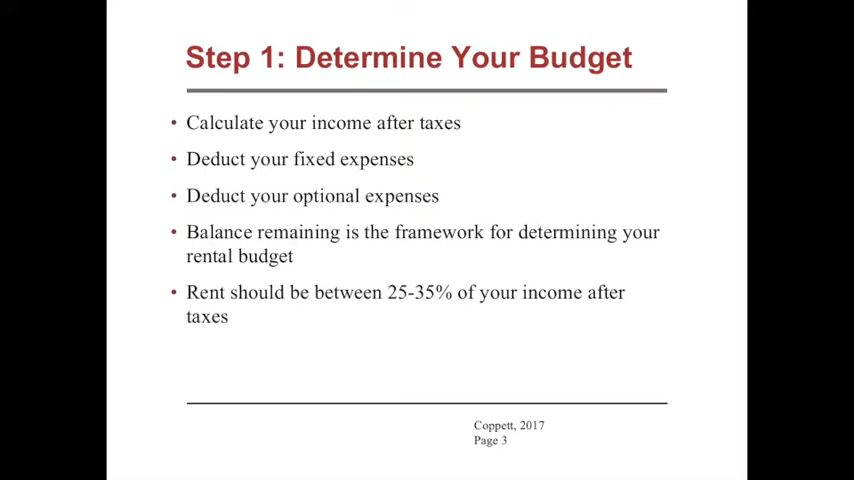 Step 1: Determine Your Budget
• Calculate your income after taxes
• Deduct your fixed expenses
• Deduct your optional expenses
• Balance remaining is the framework for determining your
rental budget
• Rent should be between 25-35% of your income after
taxes
Coppett, 2017
Page 3